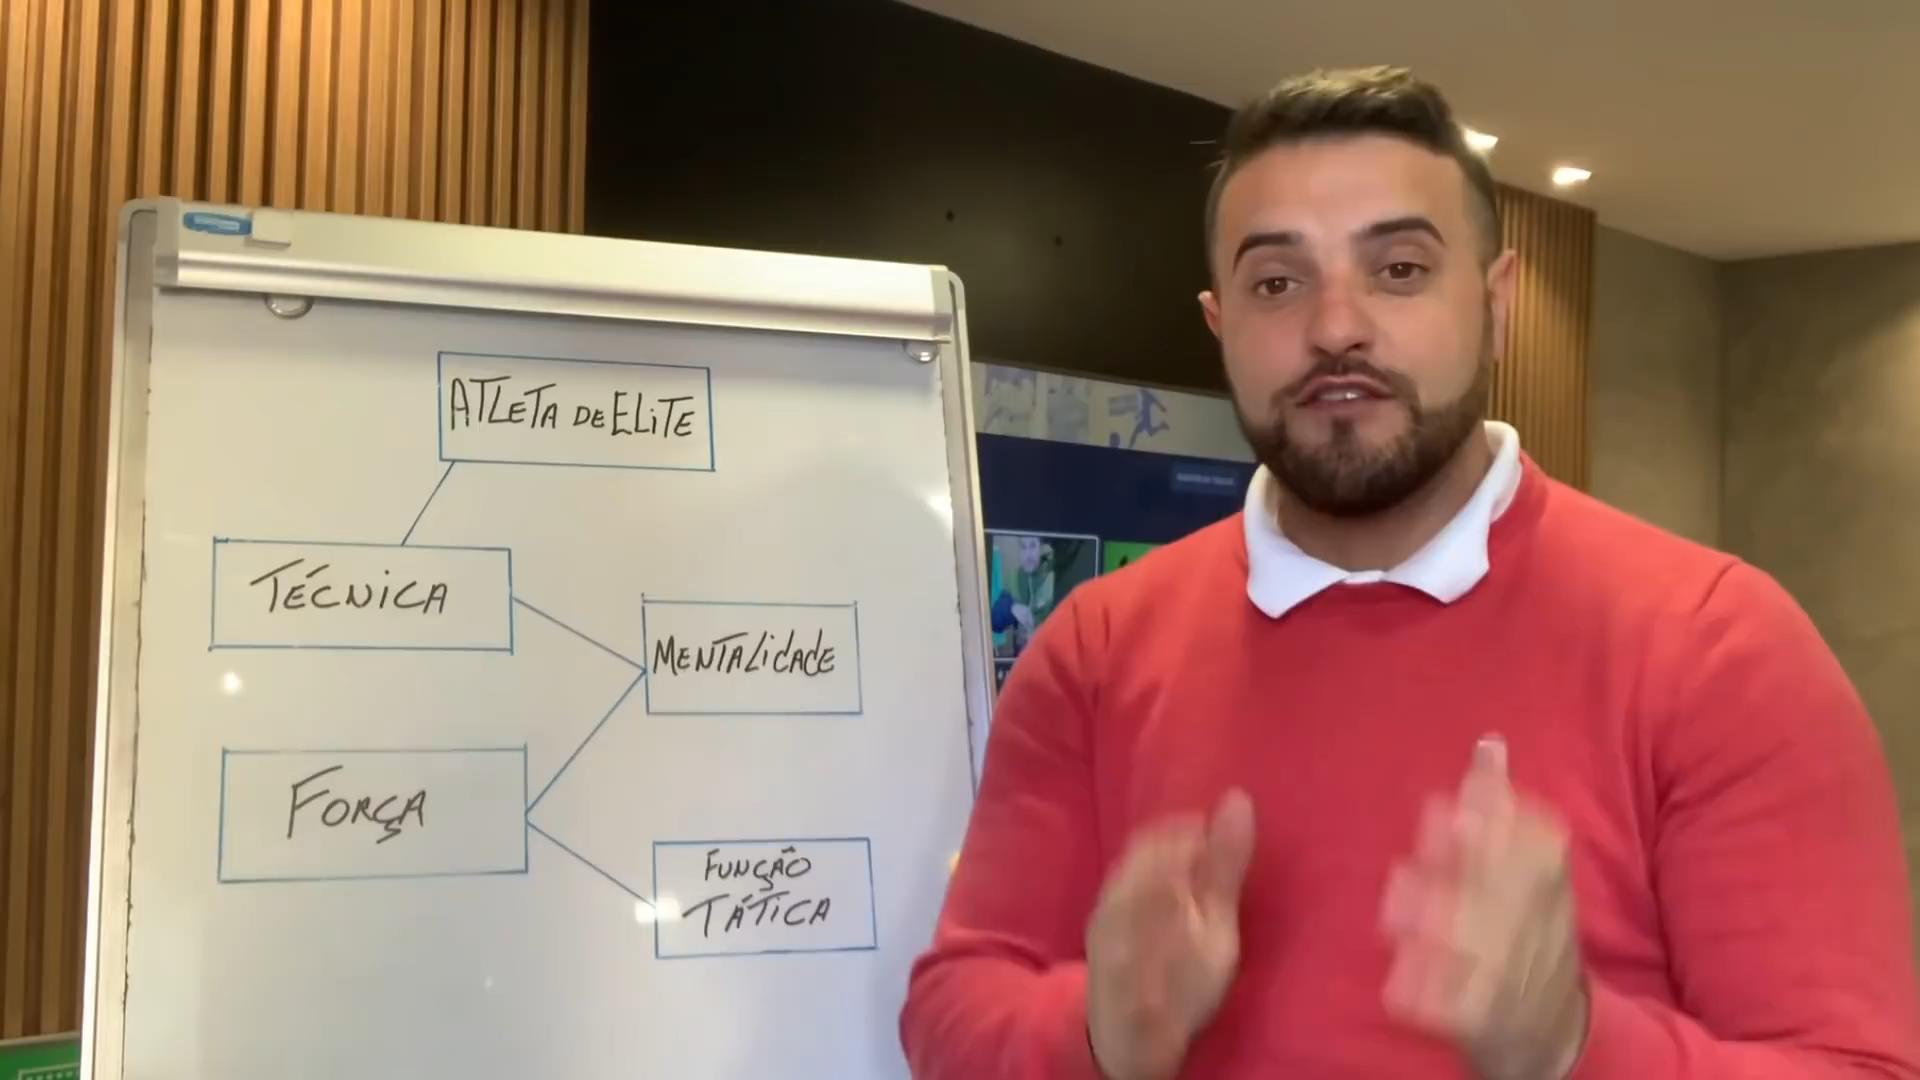 ATLETA DE ELiTE
TÉCNiCA
MENTALidadE
FORÇA
FUNÇÃO
TÁTiCA